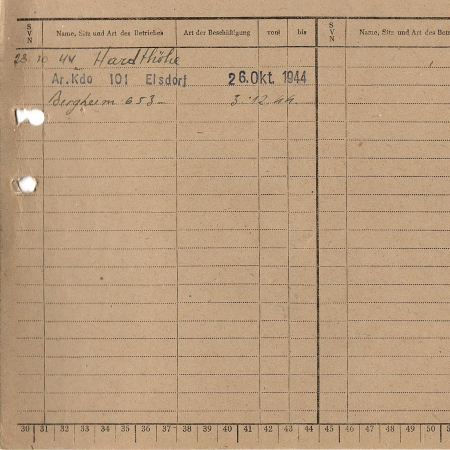 S V N Name, Sitz und Art des Betriebes Art der Beschäftigung von bis S V N Name, Sitz und Art des
23 10 44 Hardthöhe
Ar.Kdo 101 Elsdorf 26. Okt. 1944
Bergheim 653 - 3.12.44.
30 31 32 33 34 35 36 37 38 39 40 41 42 43 44 45 46 47 48 49 50